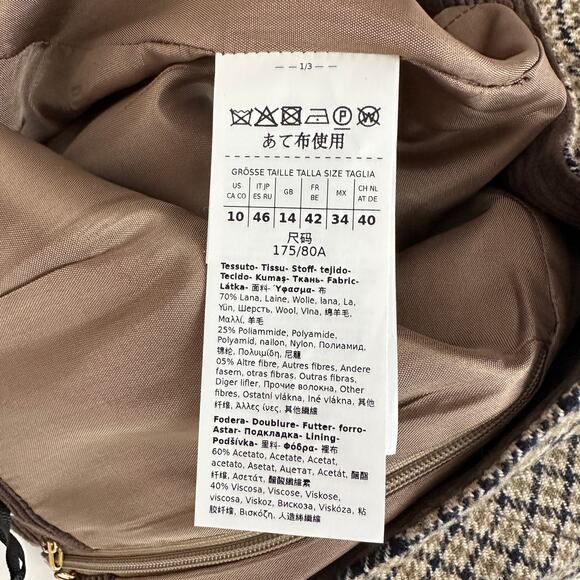 — — 1/3 — —
あて布使用
GRÖSSE TAILLE TALLA SIZE TAGLIA
US CA CO IT JP ES RU GB FR BE MX CH NL AT DE
10 46 14 42 34 40
尺码
175/80A
Tessuto- Tissu- Stoff- tejido-
Tecido- Kumaş- Ткань- Fabric-
Látka- 面料- Ύφασμα- 布
70% Lana, Laine, Wolle, lana, La,
Yün, Шерсть, Wool, Vlna, 绵羊毛,
Μαλλί, 羊毛
25% Poliammide, Polyamide,
Polyamid, nailon, Nylon, Полиамид,
锦纶, Πολυμίδη, 尼龍
05% Altre fibre, Autres fibres, Andere
fasern, otras fibras, Outras fibras,
Diger lifler, Прочие волокна, Other
fibres, Ostatní vlákna, Iné vlákna, 其他
纤维, Άλλες ίνες, 其他纖維
Fodera- Doublure- Futter- forro-
Astar- Подкладка- Lining-
Podšívka- 里料- Φόδρα- 裡布
60% Acetato, Acetate, Acetat,
acetato, Asetat, Ацетат, Acetát, 醋酯
纤维, Ασετάτ, 醋酸纖維素
40% Viscosa, Viscose, Viskose,
viscosa, Viskoz, Вискоза, Viskóza, 粘
胶纤维, Βισκόζη, 人造絲纖維